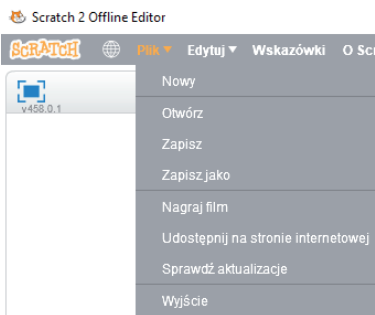 Scratch 2 Offline Editor
SCRATCH Plik ▼ Edytuj ▼ Wskazówki O Scr
v458.0.1
Nowy
Otwórz
Zapisz
Zapisz jako
Nagraj film
Udostępnij na stronie internetowej
Sprawdź aktualizacje
Wyjście